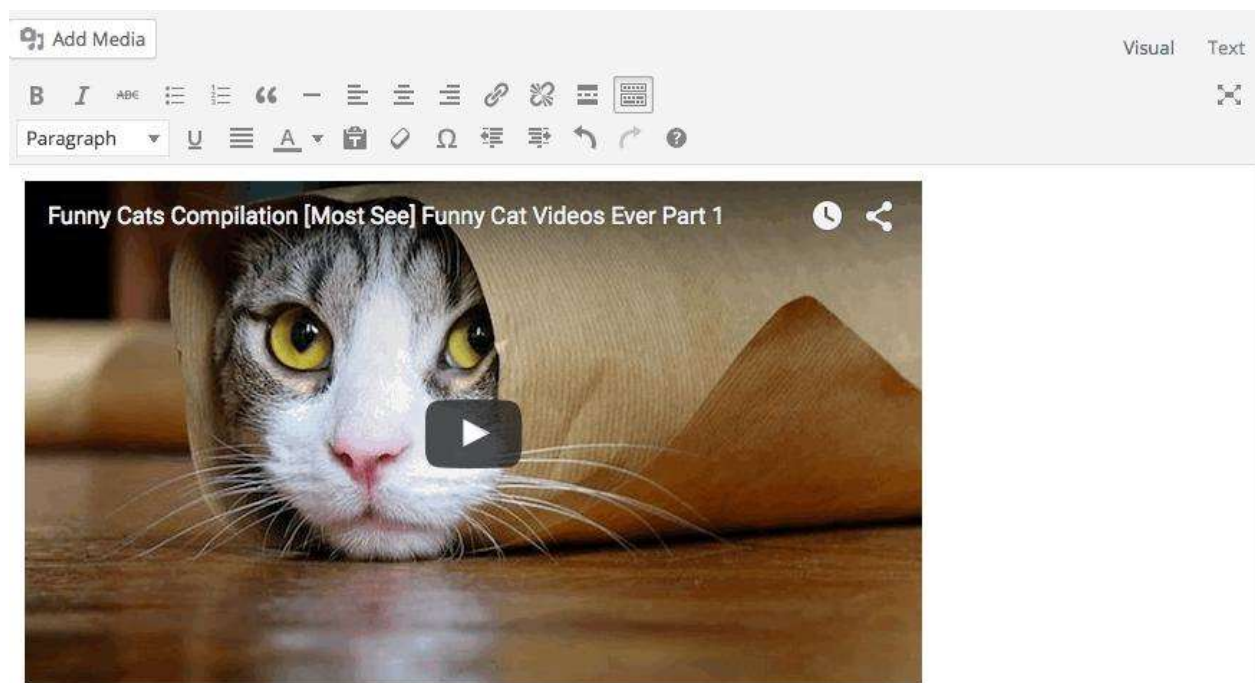 Add Media
Visual Text
B I ABC
Paragraph U A T Ω ?
Funny Cats Compilation [Most See] Funny Cat Videos Ever Part 1